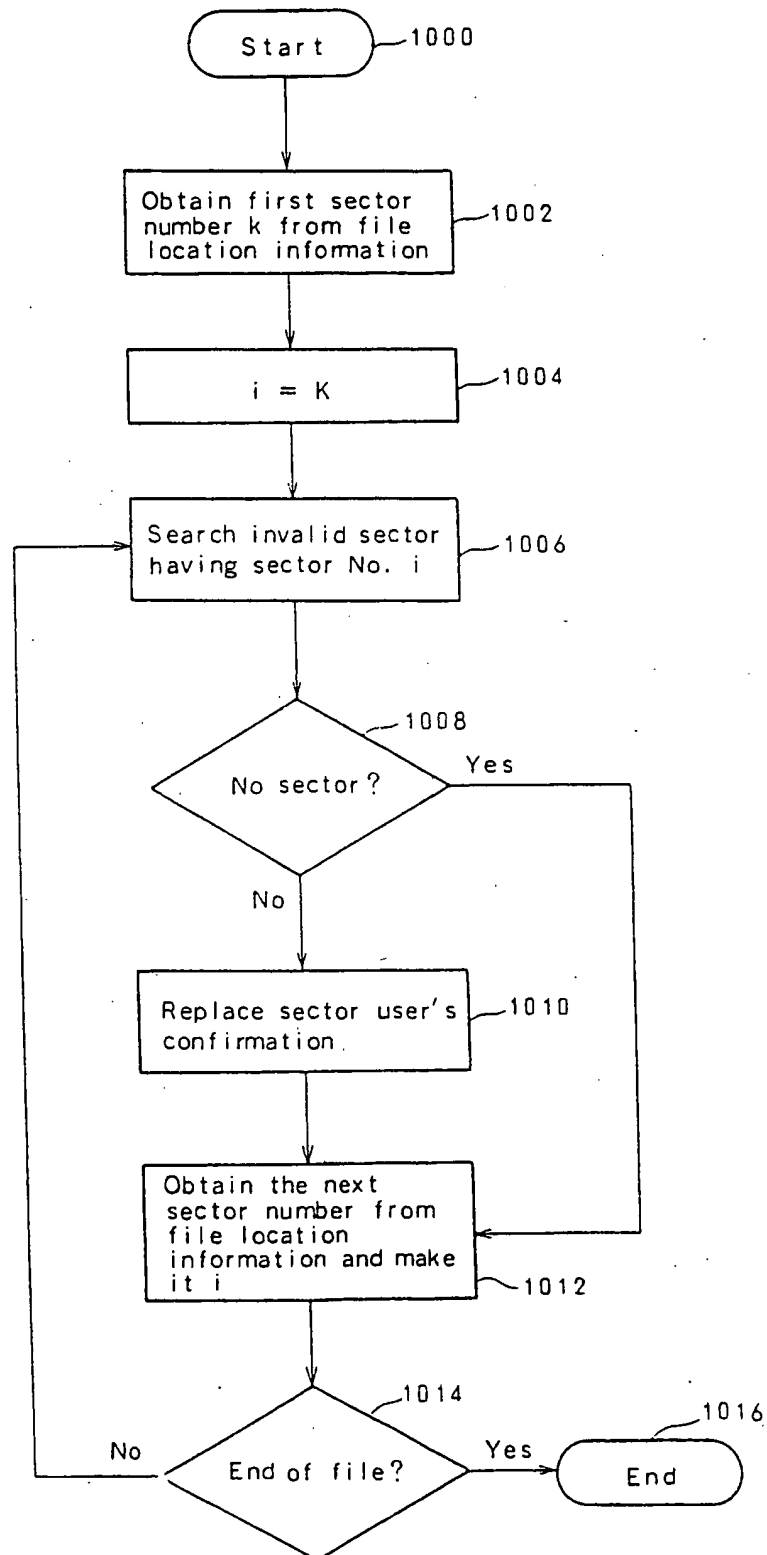 Start
1000
Obtain first sector
number k from file
location information
1002
i = K
1004
Search invalid sector
having sector No. i
1006
1008
No sector?
Yes
No
Replace sector user's
confirmation
1010
Obtain the next
sector number from
file location
information and make
it i
1012
1014
End of file?
No
Yes
1016
End